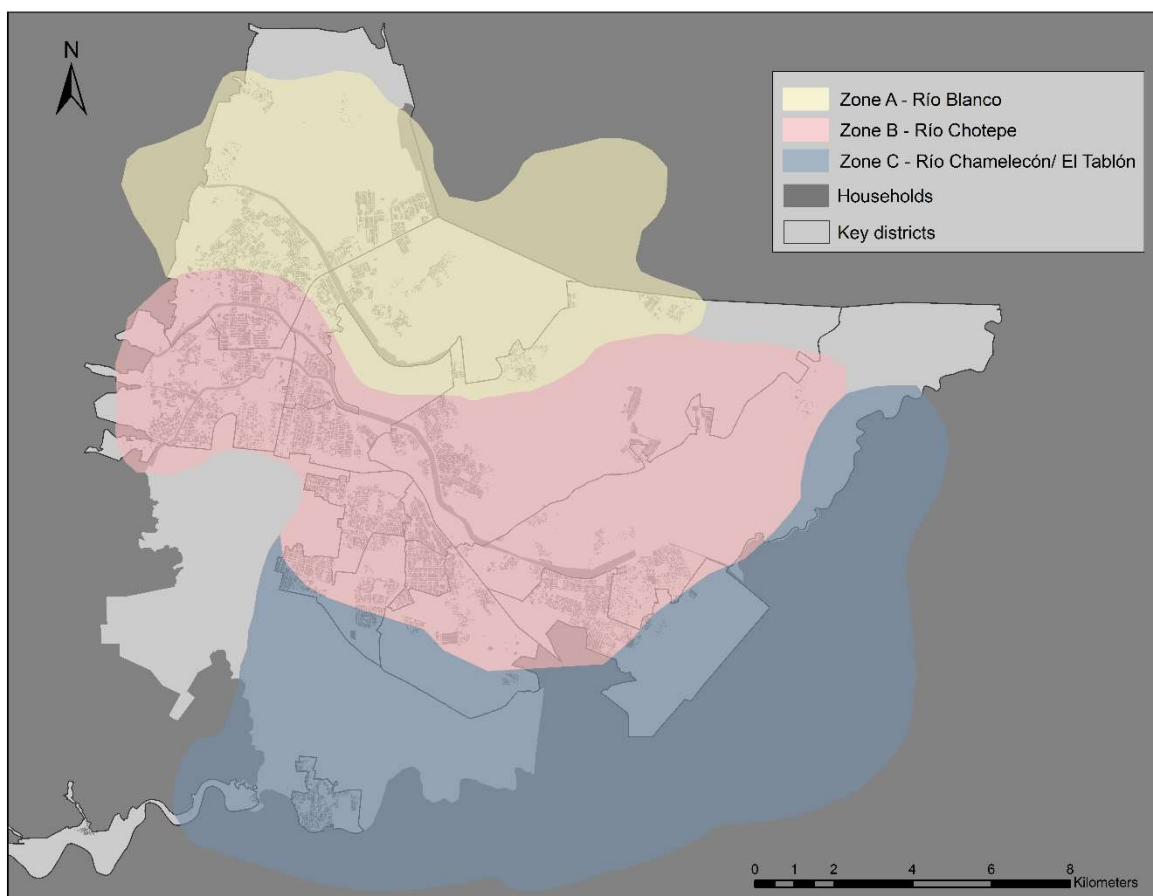 N
Zone A - Río Blanco
Zone B - Río Chotepe
Zone C - Río Chamelecón/ El Tablón
Households
Key districts
0 1 2 4 6 8
Kilometers